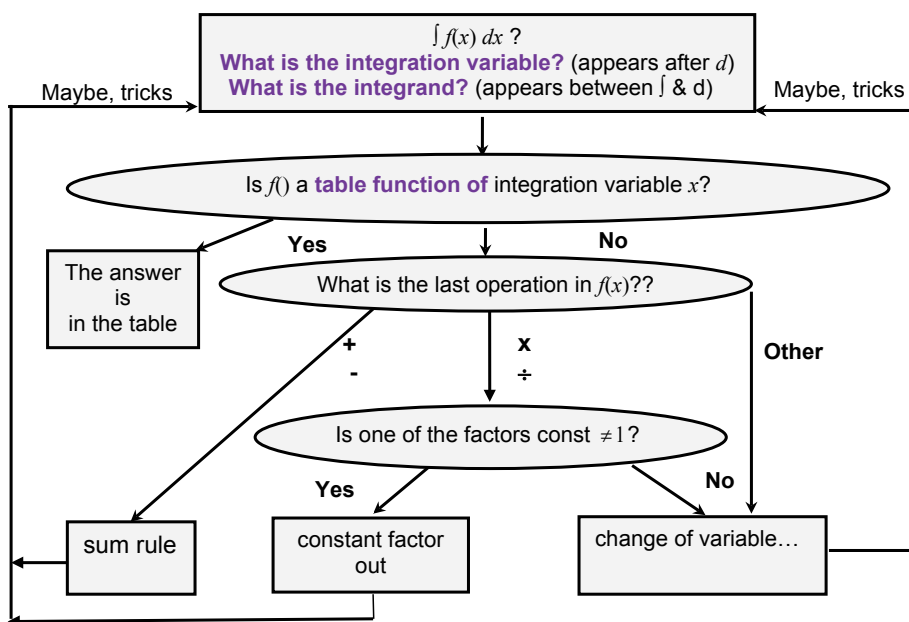 ∫ f(x) dx ?
What is the integration variable? (appears after d)
What is the integrand? (appears between ∫ & d)
Maybe, tricks
Maybe, tricks
Is f() a table function of integration variable x?
Yes
No
The answer
is
in the table
What is the last operation in f(x)??
+
-
x
÷
Other
Is one of the factors const ≠1?
Yes
No
sum rule
constant factor
out
change of variable…